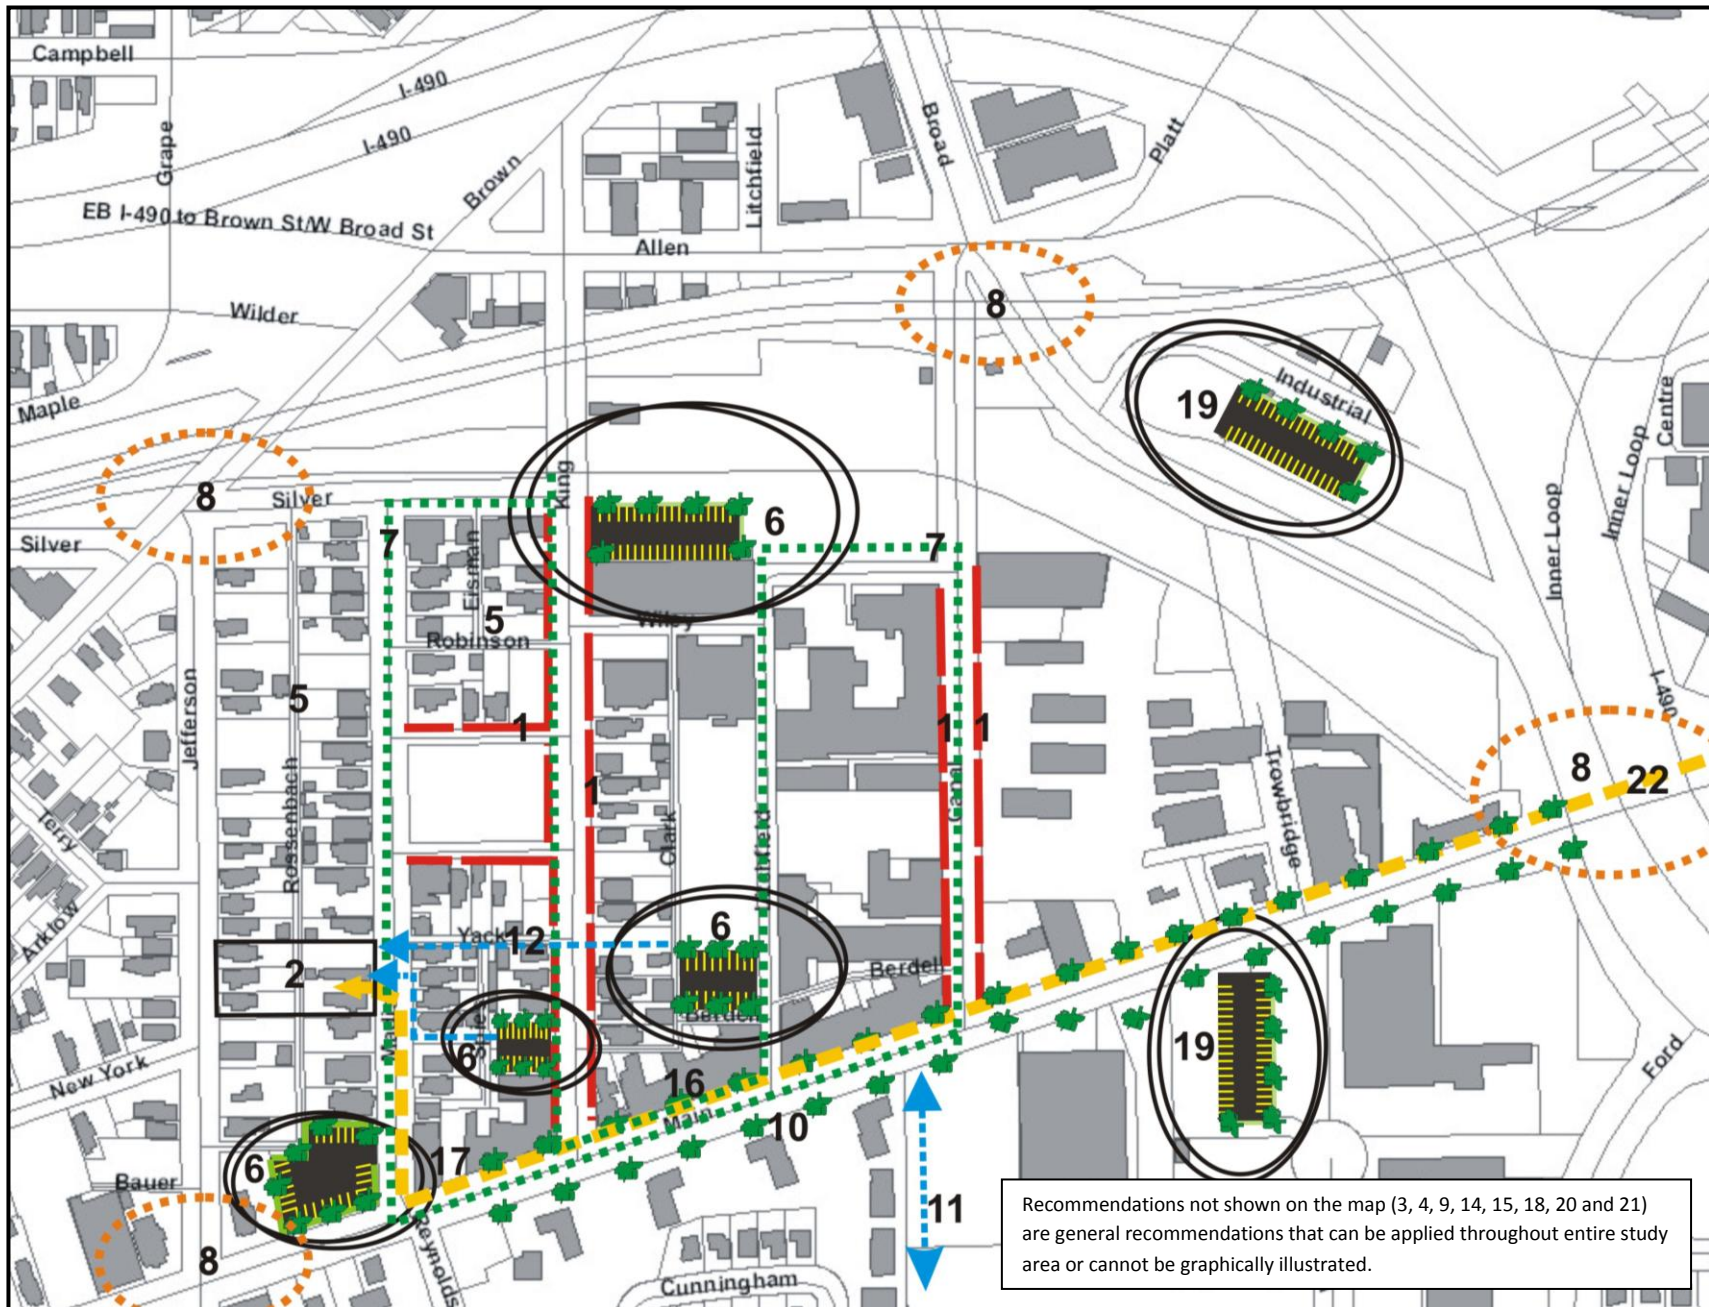 Campbell
I-490
I-490
Grape
Brown
Litchfield
Broad
Platt
EB I-490 to Brown St/W Broad St
Allen
Wilder
8
Maple
19
Industrial
Inner Loop
Centre
Inner Loop
8
Silver
King
6
Silver
7
7
Eisman
5
Robinson
Wiley
5
Jefferson
1
1
1
1
I-490
8
22
Rossenbach
Terry
Clark
Litchfield
Canal
Trowbridge
Arktow
Yack
12
6
2
Berdell
Berdell
6
19
New York
16
Main
10
Ford
6
17
Bauer
11
8
Reynolds
Cunningham
Recommendations not shown on the map (3, 4, 9, 14, 15, 18, 20 and 21)
are general recommendations that can be applied throughout entire study
area or cannot be graphically illustrated.